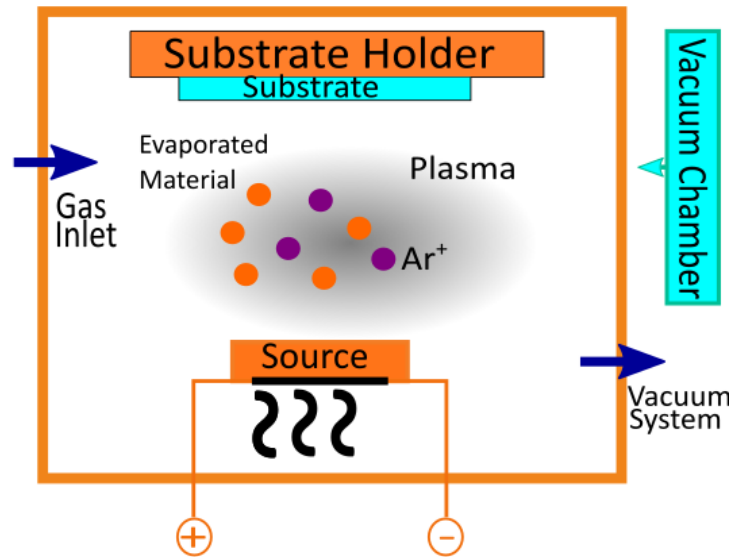 Substrate Holder
Substrate
Vacuum Chamber
Evaporated
Material
Plasma
Gas
Inlet
Ar⁺
Source
Vacuum
System
+
-